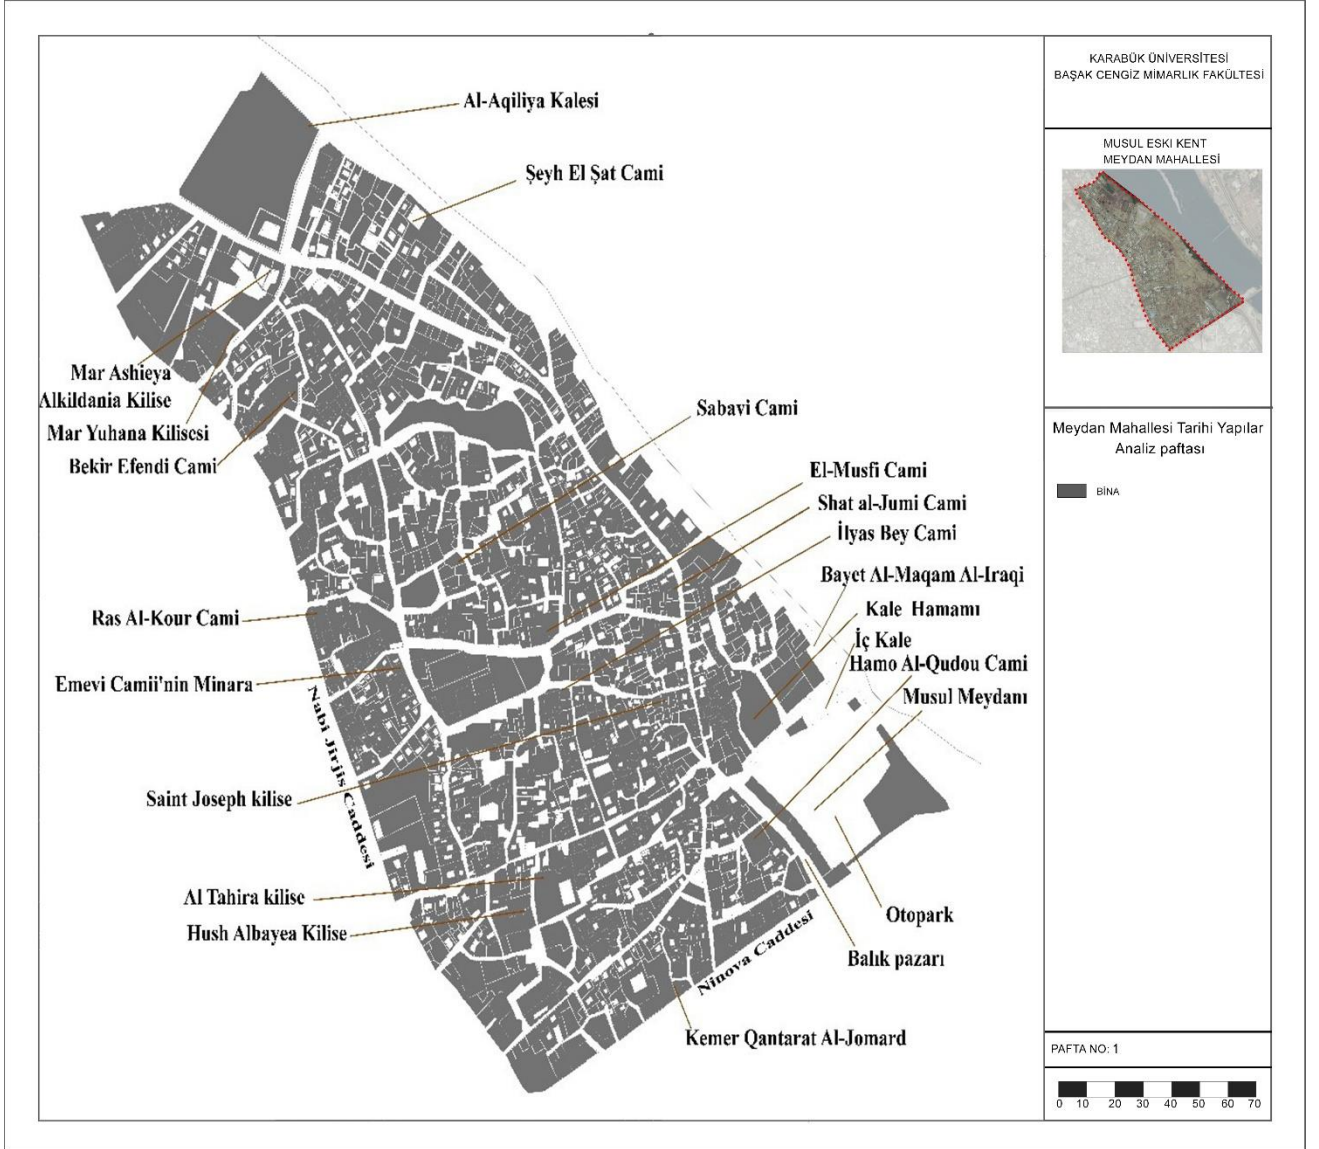 Al-Aqiliya Kalesi
Şeyh El Şat Cami
Mar Ashieya
Alkildania Kilise
Mar Yuhana Kilisesi
Bekir Efendi Cami
Sabavi Cami
El-Musfi Cami
Shat al-Jumi Cami
İlyas Bey Cami
Bayet Al-Maqam Al-Iraqi
Kale Hamamı
İç Kale
Hamo Al-Qudou Cami
Musul Meydanı
Ras Al-Kour Cami
Emevi Camii'nin Minara
Nabi Jirjis Caddesi
Saint Joseph kilise
Al Tahira kilise
Hush Albayea Kilise
Otopark
Balık pazarı
Ninova Caddesi
Kemer Qantarat Al-Jomard
KARABÜK ÜNİVERSİTESİ
BAŞAK CENGİZ MİMARLIK FAKÜLTESİ
MUSUL ESKI KENT
MEYDAN MAHALLESİ
Meydan Mahallesi Tarihi Yapılar
Analiz paftası
BİNA
PAFTA NO: 1
0 10 20 30 40 50 60 70